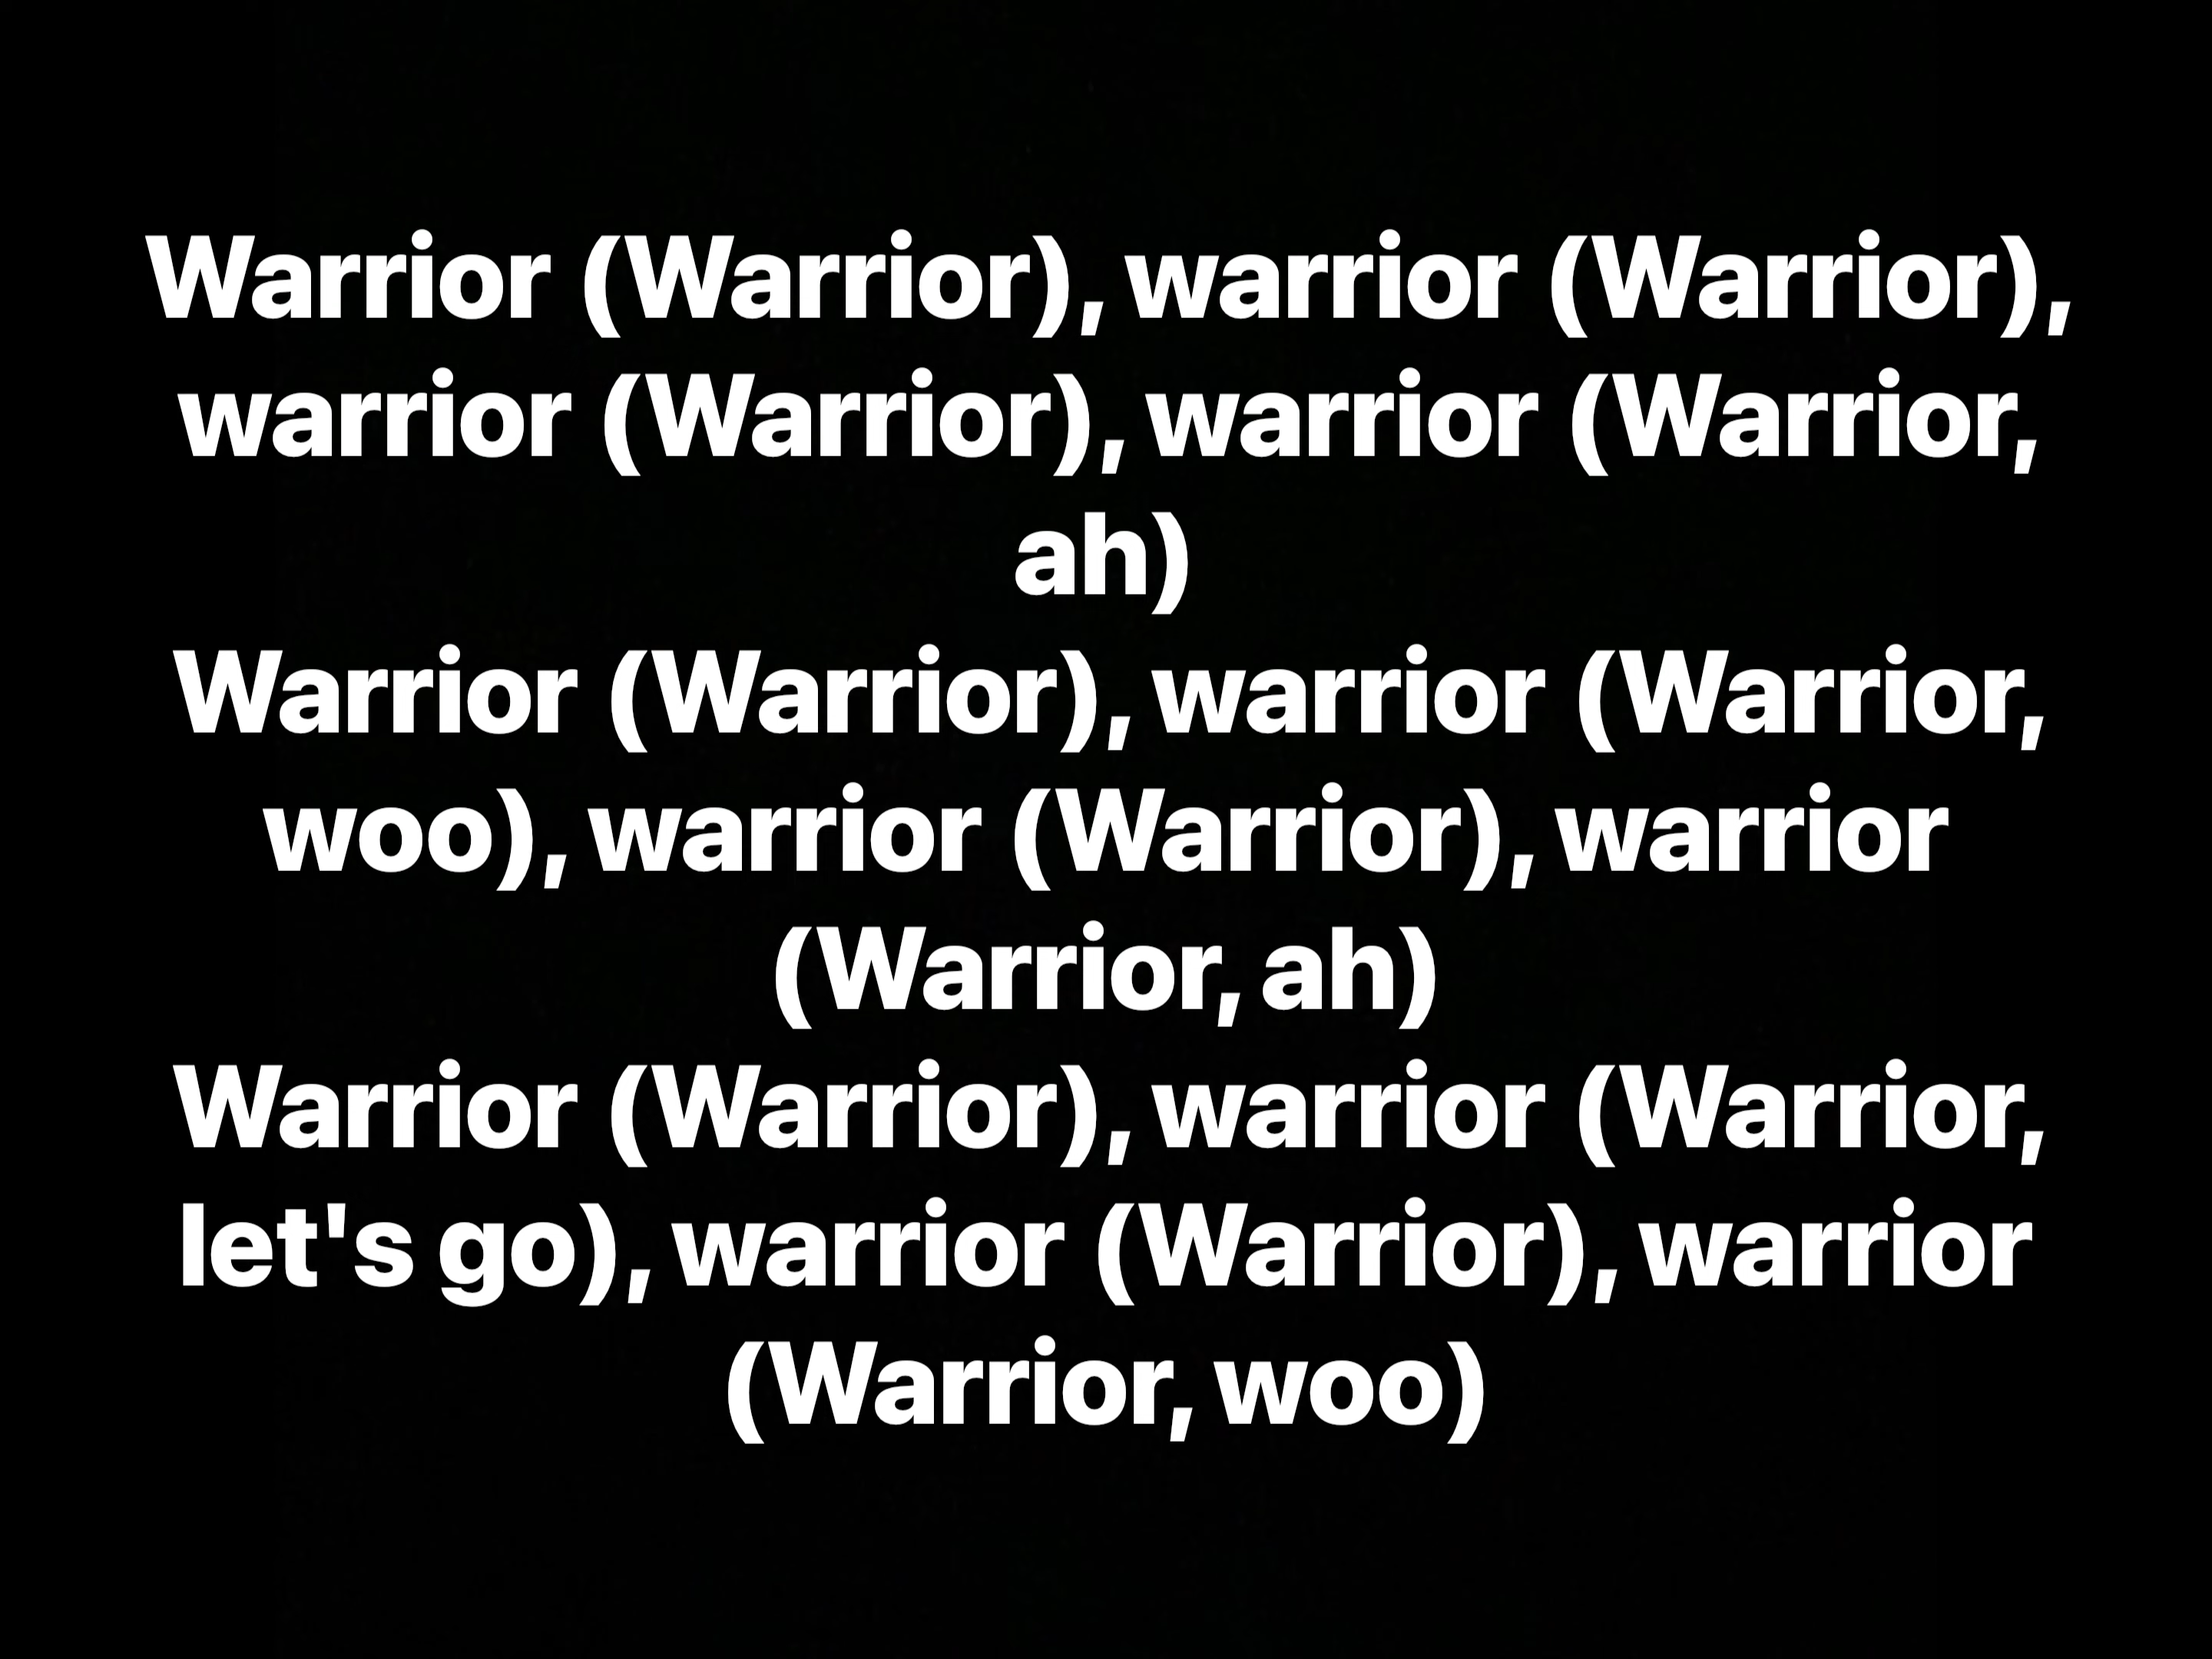 Warrior (Warrior), warrior (Warrior),
warrior (Warrior), warrior (Warrior,
ah)
Warrior (Warrior), warrior (Warrior,
woo), warrior (Warrior), warrior
(Warrior, ah)
Warrior (Warrior), warrior (Warrior,
let's go), warrior (Warrior), warrior
(Warrior, woo)